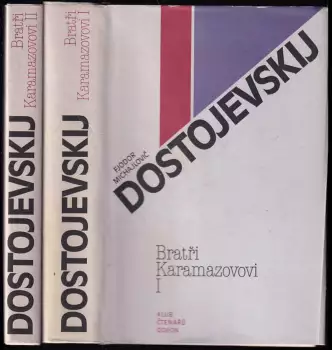 Bratři
Karamazovovi II
DOSTOJEVSKIJ
Bratři
Karamazovovi I
DOSTOJEVSKIJ
FJODOR
MICHAJLOVIČ
DOSTOJEVSKIJ
Bratři
Karamazovovi
I
KLUB
ČTENÁŘŮ
ODEON